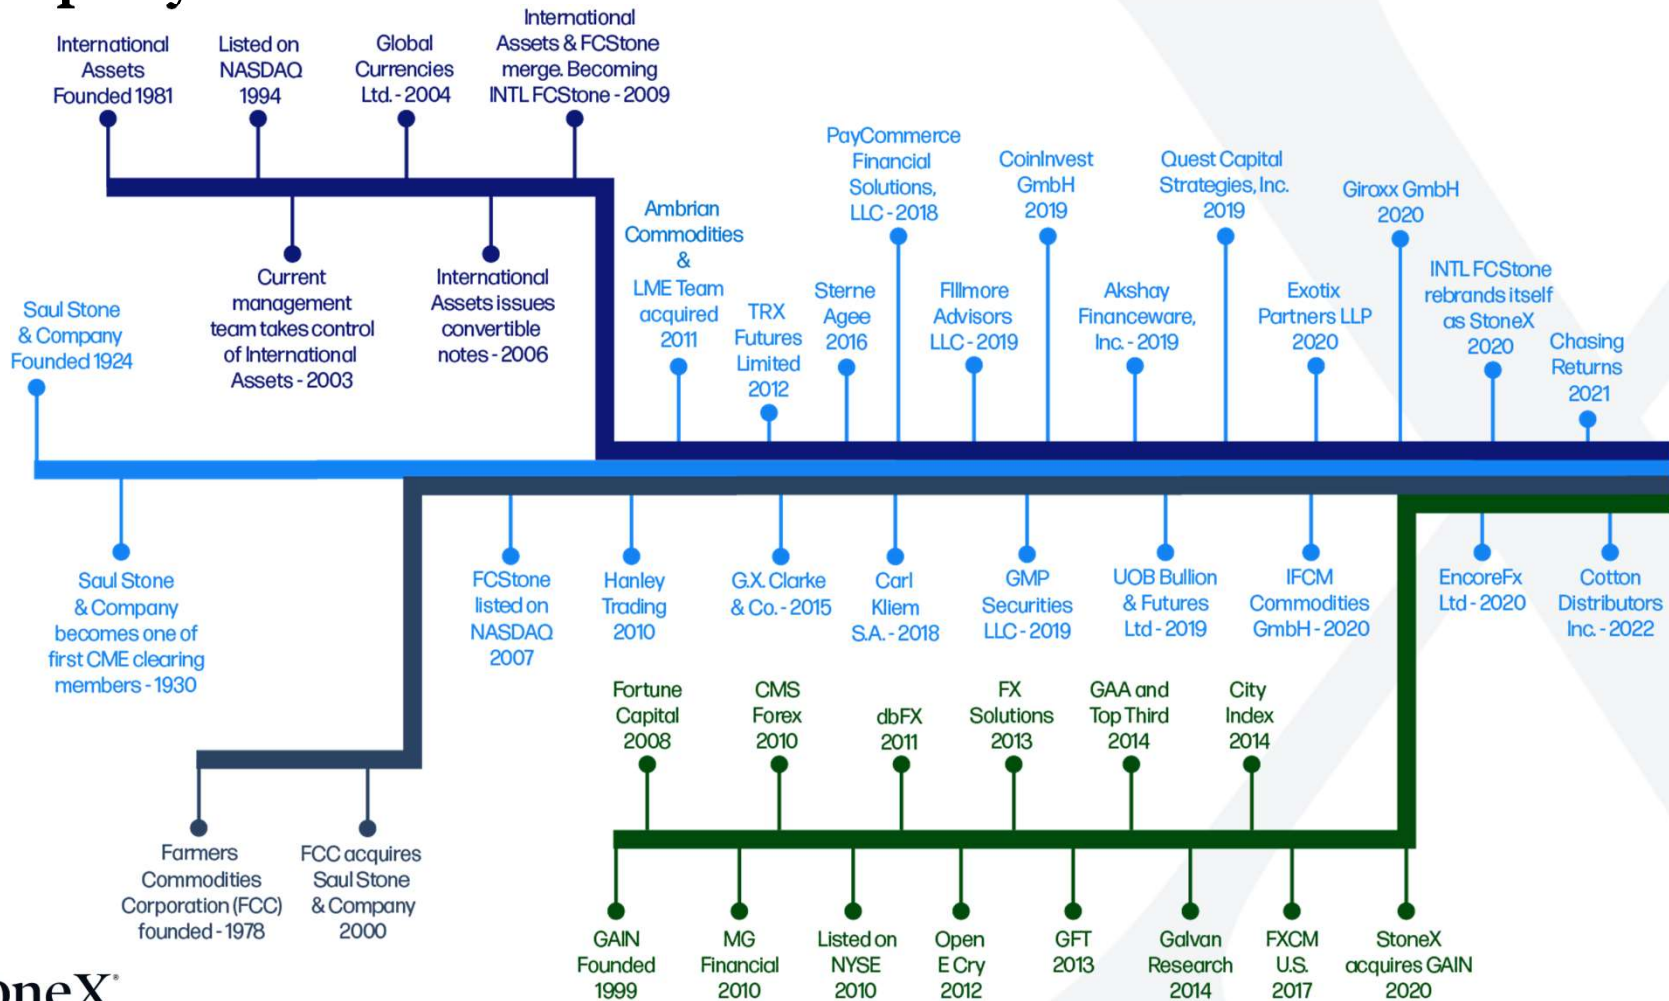 International
Assets
Founded 1981
Listed on
NASDAQ
1994
Global
Currencies
Ltd. - 2004
International
Assets & FCStone
merge. Becoming
INTL FCStone - 2009
Current
management
team takes control
of International
Assets - 2003
International
Assets issues
convertible
notes - 2006
Saul Stone
& Company
Founded 1924
Ambrian
Commodities
&
LME Team
acquired
2011
TRX
Futures
Limited
2012
Sterne
Agee
2016
PayCommerce
Financial
Solutions,
LLC - 2018
FIllmore
Advisors
LLC - 2019
CoinInvest
GmbH
2019
Akshay
Financeware,
Inc. - 2019
Quest Capital
Strategies, Inc.
2019
Exotix
Partners LLP
2020
Giroxx GmbH
2020
INTL FCStone
rebrands itself
as StoneX
2020
Chasing
Returns
2021
Saul Stone
& Company
becomes one of
first CME clearing
members - 1930
FCStone
listed on
NASDAQ
2007
Hanley
Trading
2010
G.X. Clarke
& Co. - 2015
Carl
Kliem
S.A. - 2018
GMP
Securities
LLC - 2019
UOB Bullion
& Futures
Ltd - 2019
IFCM
Commodities
GmbH - 2020
EncoreFx
Ltd - 2020
Cotton
Distributors
Inc. - 2022
Farmers
Commodities
Corporation (FCC)
founded - 1978
FCC acquires
Saul Stone
& Company
2000
Fortune
Capital
2008
CMS
Forex
2010
dbFX
2011
FX
Solutions
2013
GAA and
Top Third
2014
City
Index
2014
GAIN
Founded
1999
MG
Financial
2010
Listed on
NYSE
2010
Open
E Cry
2012
GFT
2013
Galvan
Research
2014
FXCM
U.S.
2017
StoneX
acquires GAIN
2020
oneX®